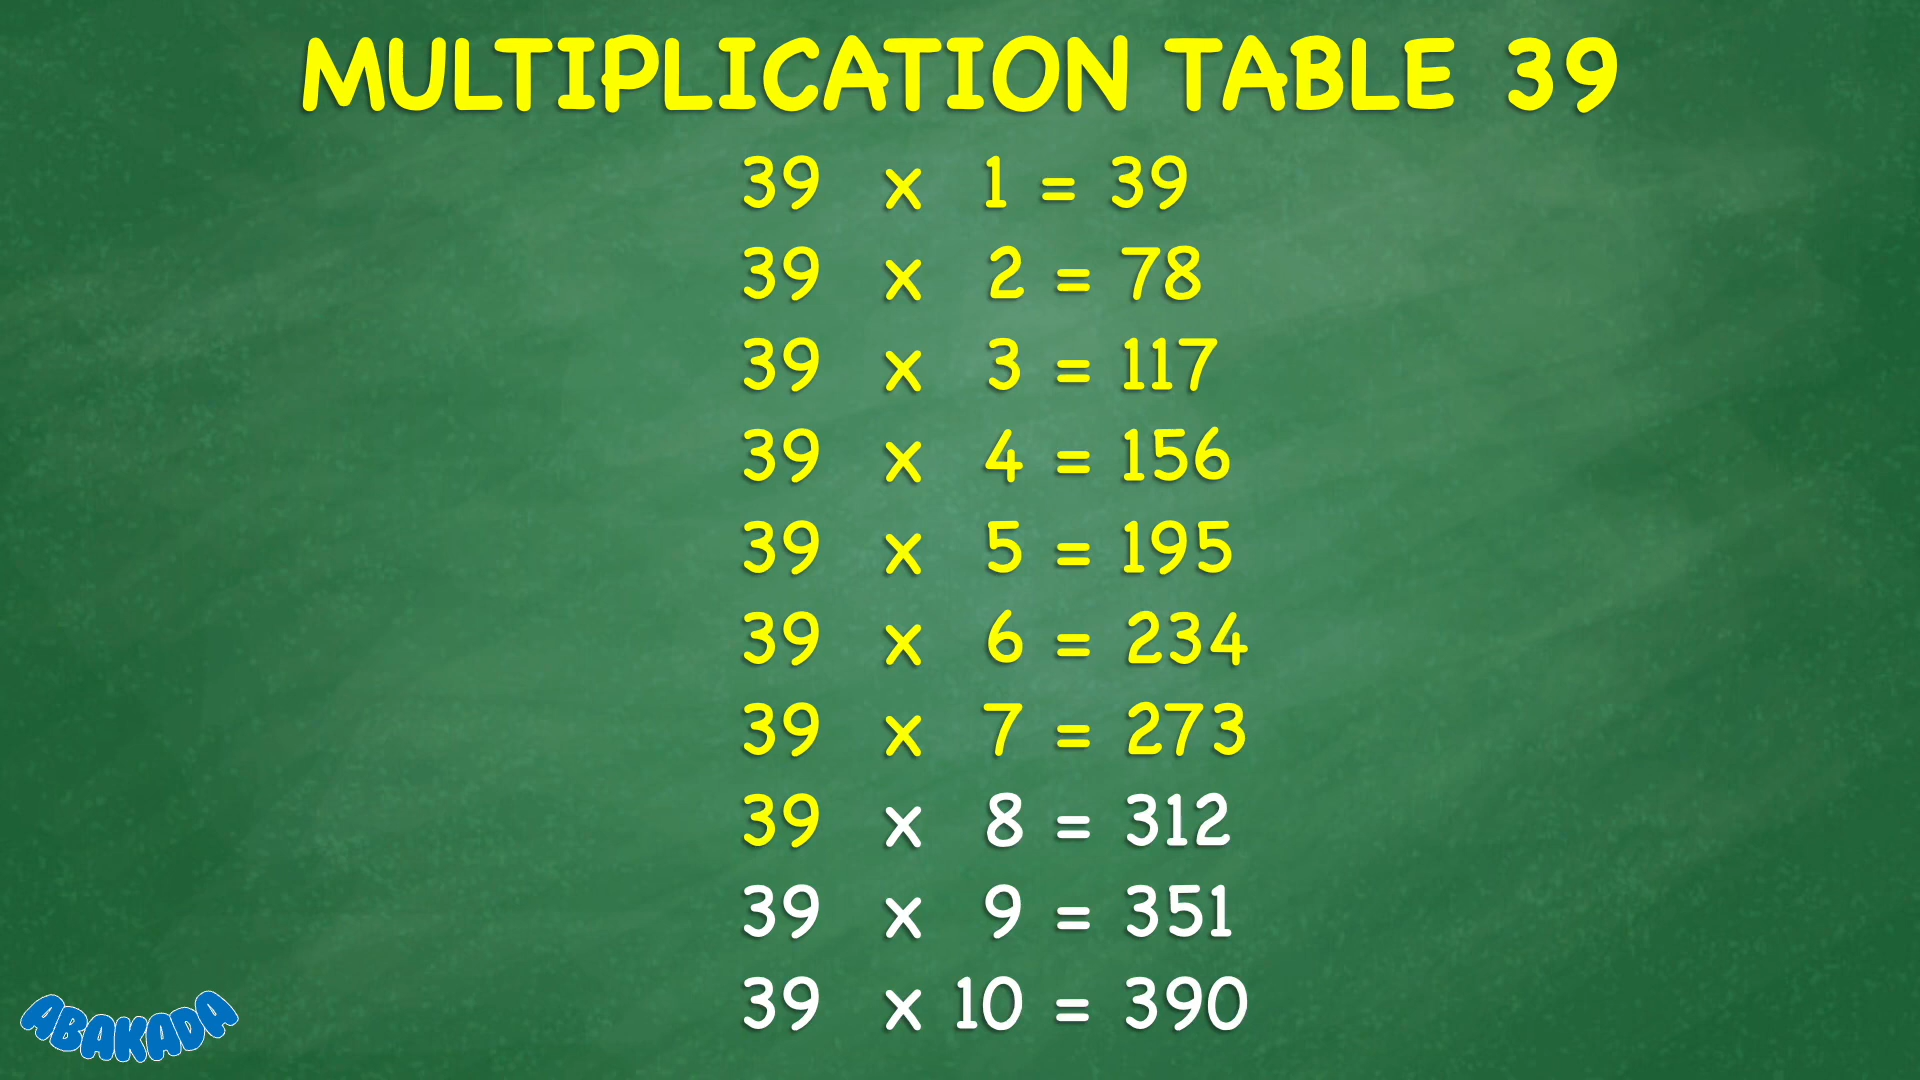 MULTIPLICATION TABLE 39
39 x 1 = 39
39 x 2 = 78
39 x 3 = 117
39 x 4 = 156
39 x 5 = 195
39 x 6 = 234
39 x 7 = 273
39 x 8 = 312
39 x 9 = 351
39 x 10 = 390
ABAKADA